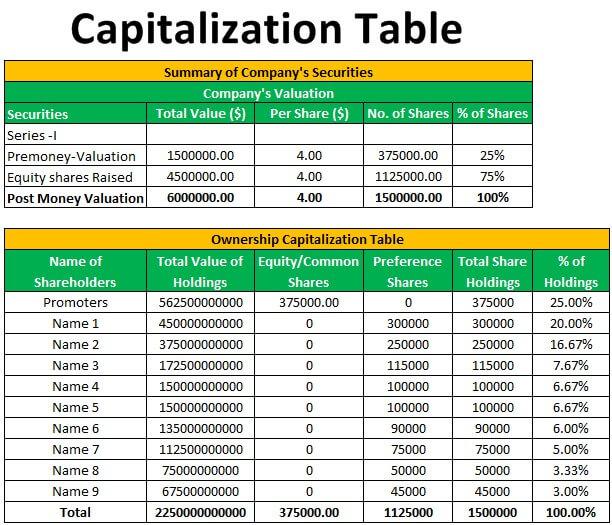 Capitalization Table
Summary of Company's Securities
Company's Valuation
Securities Total Value ($) Per Share ($) No. of Shares % of Shares
Series -I
Premoney-Valuation 1500000.00 4.00 375000.00 25%
Equity shares Raised 4500000.00 4.00 1125000.00 75%
Post Money Valuation 6000000.00 4.00 1500000.00 100%
Ownership Capitalization Table
Name of Total Value of Equity/Common Preference Total Share % of
Shareholders Holdings Shares Shares Holdings Holdings
Promoters 562500000000 375000.00 0 375000 25.00%
Name 1 450000000000 0 300000 300000 20.00%
Name 2 375000000000 0 250000 250000 16.67%
Name 3 172500000000 0 115000 115000 7.67%
Name 4 150000000000 0 100000 100000 6.67%
Name 5 150000000000 0 100000 100000 6.67%
Name 6 135000000000 0 90000 90000 6.00%
Name 7 112500000000 0 75000 75000 5.00%
Name 8 75000000000 0 50000 50000 3.33%
Name 9 67500000000 0 45000 45000 3.00%
Total 2250000000000 375000.00 1125000 1500000 100.00%